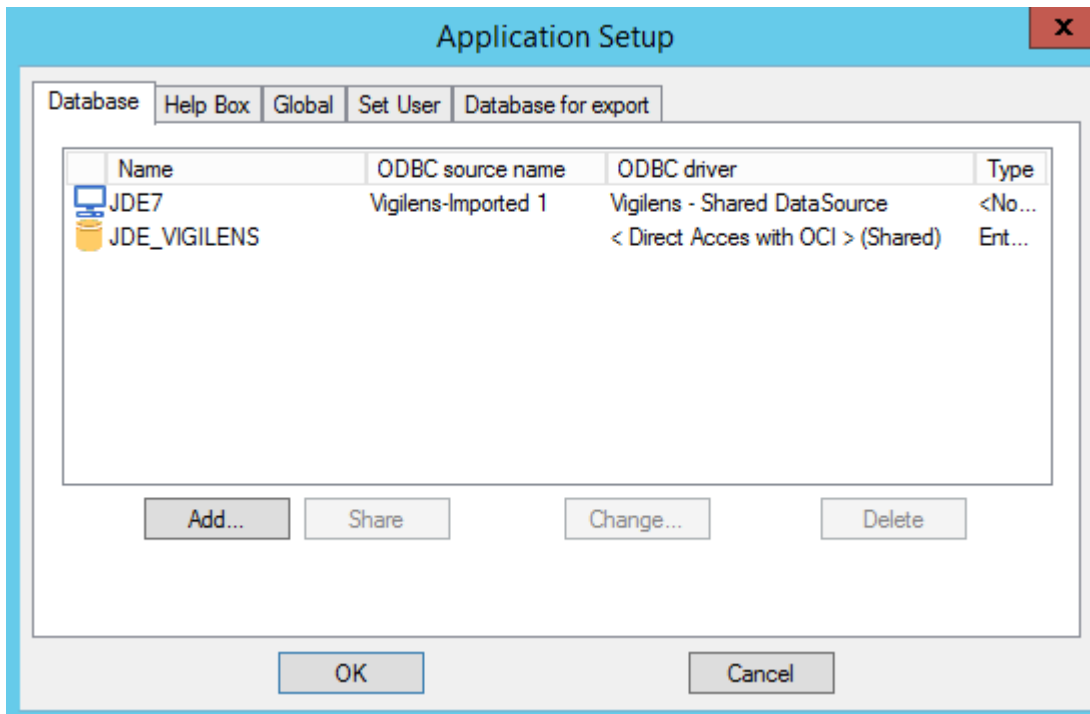 Application Setup
x
Database Help Box Global Set User Database for export
Name ODBC source name ODBC driver Type
JDE7 Vigilens-Imported 1 Vigilens - Shared DataSource <No...
JDE_VIGILENS < Direct Acces with OCI > (Shared) Ent...
Add... Share Change... Delete
OK Cancel